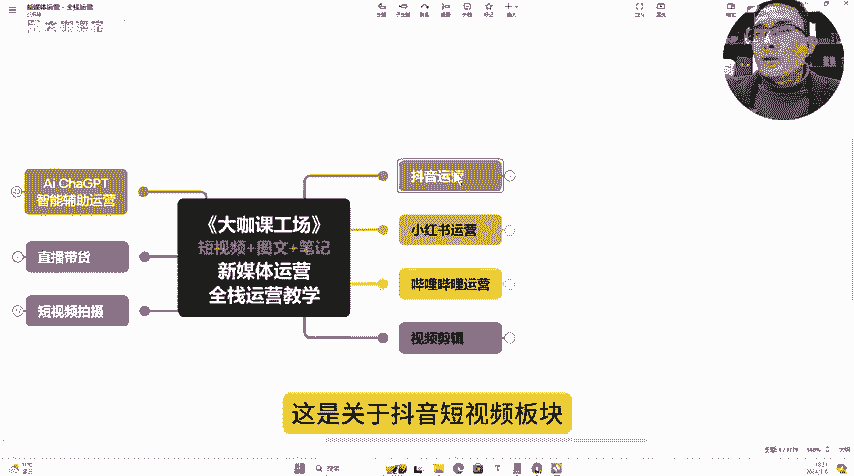 新媒体运营 - 全栈运营
Ai ChaGPT
智能辅助运营
直播带货
短视频拍摄
《大咖课工场》
短视频+图文+笔记
新媒体运营
全栈运营教学
抖音运营
小红书运营
哔哩哔哩运营
视频剪辑
这是关于抖音短视频板块
搜索